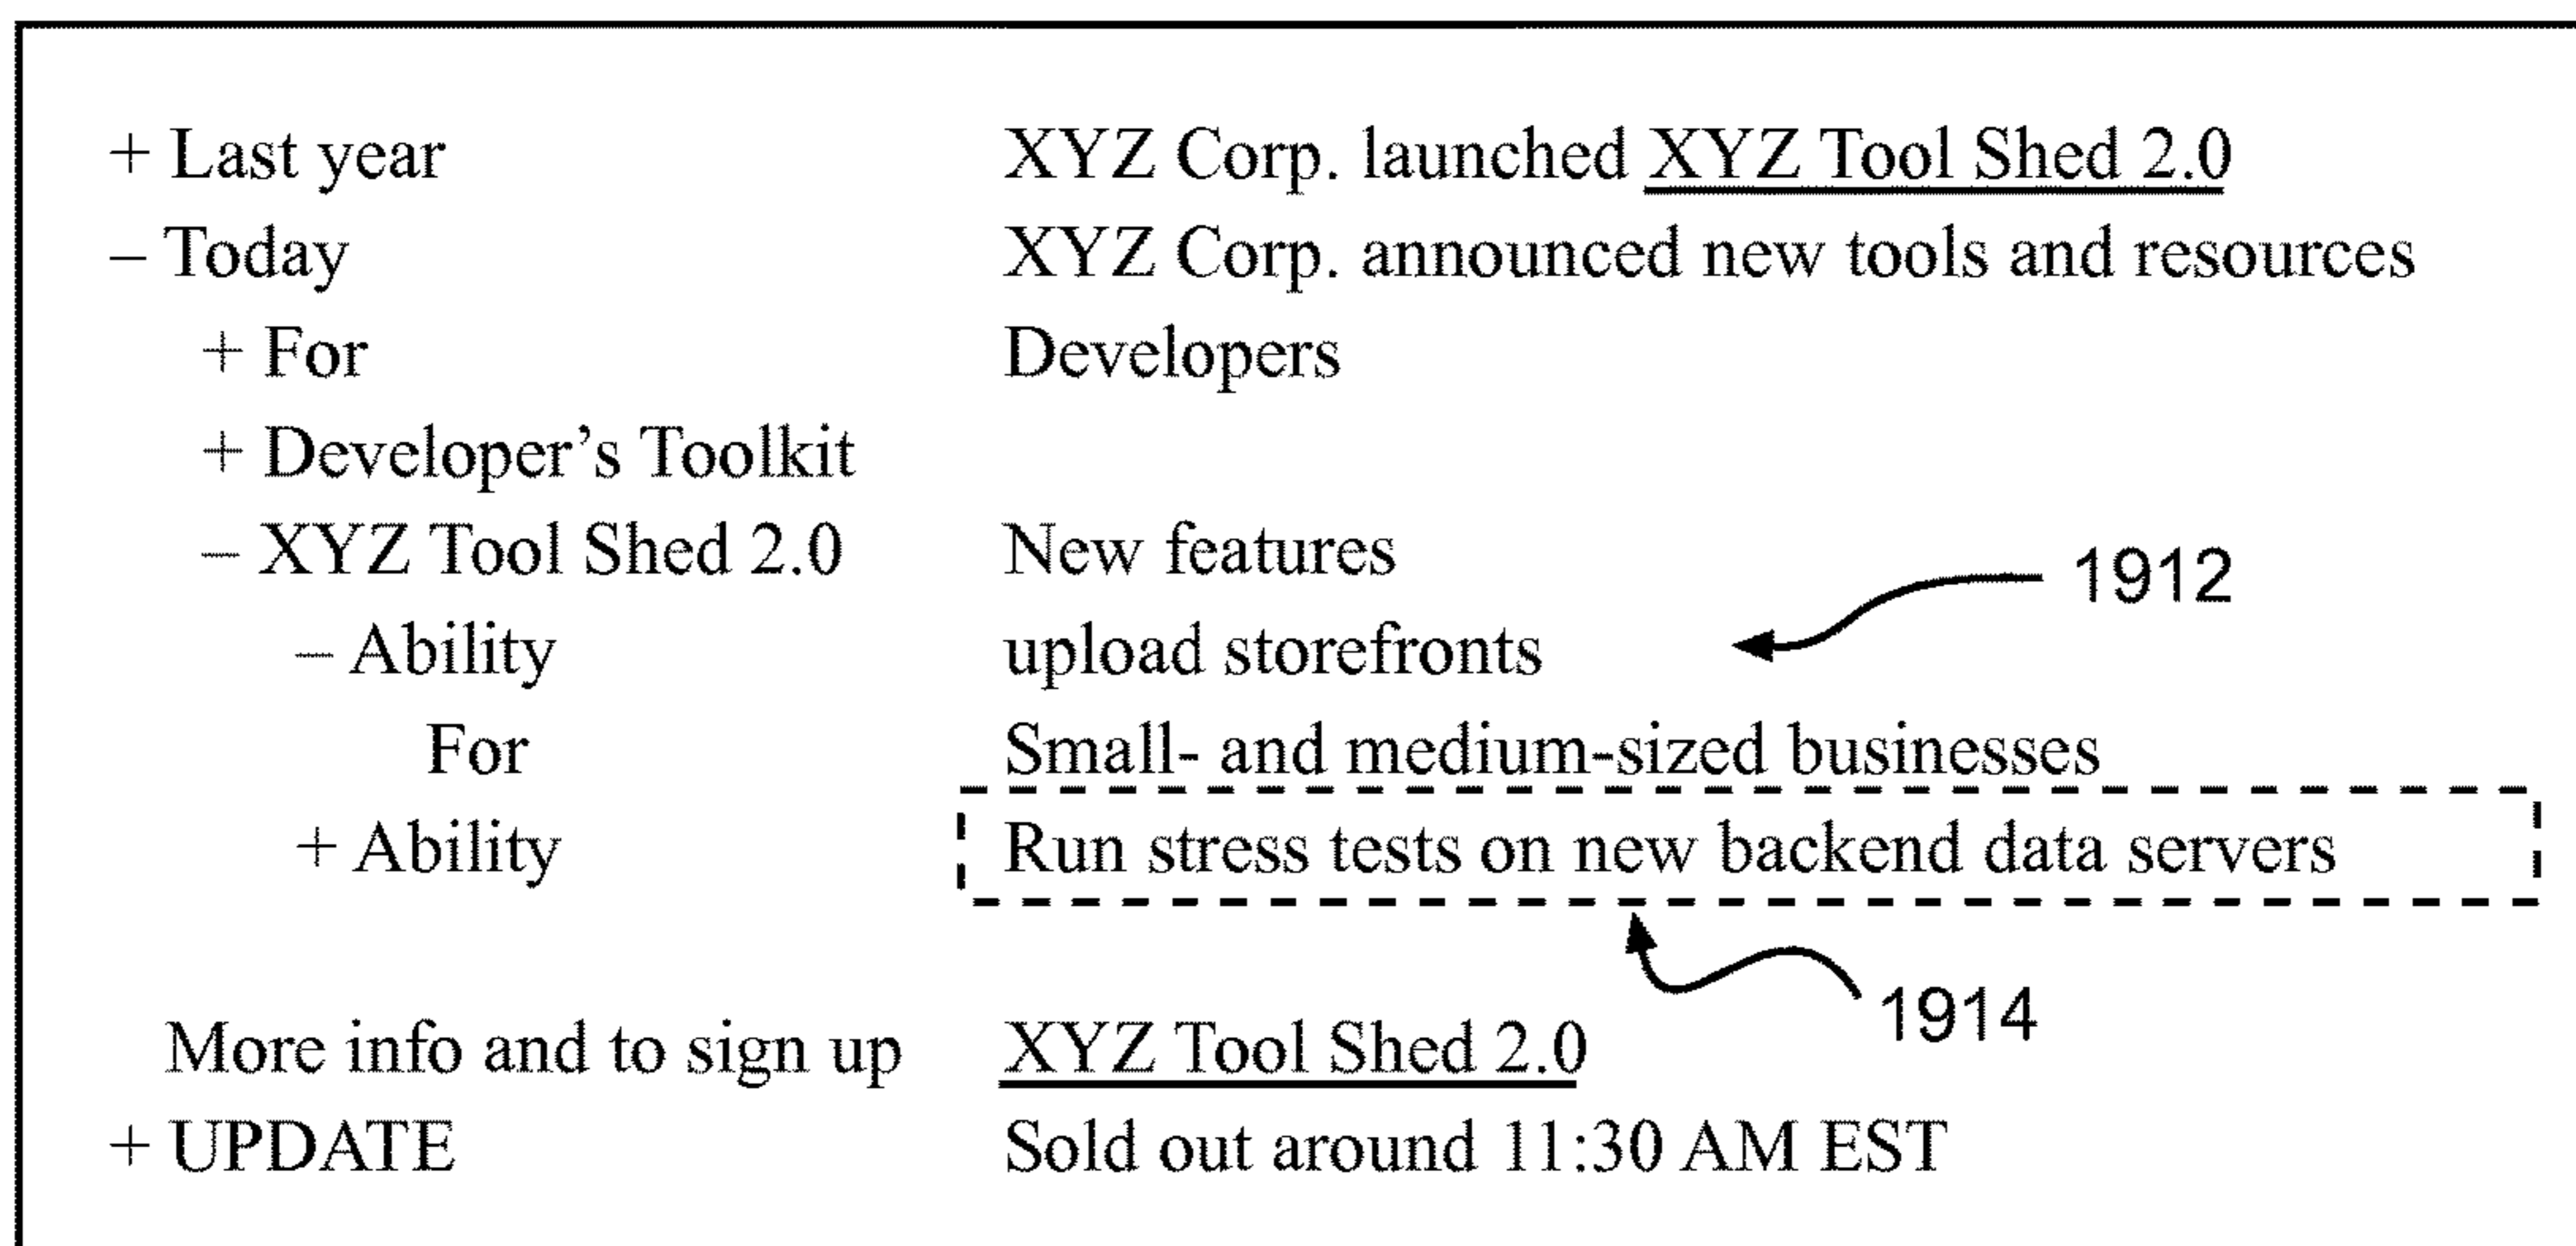 + Last year XYZ Corp. launched XYZ Tool Shed 2.0
– Today XYZ Corp. announced new tools and resources
+ For Developers
+ Developer’s Toolkit
– XYZ Tool Shed 2.0 New features
1912
– Ability upload storefronts
For Small- and medium-sized businesses
+ Ability Run stress tests on new backend data servers
1914
More info and to sign up XYZ Tool Shed 2.0
+ UPDATE Sold out around 11:30 AM EST